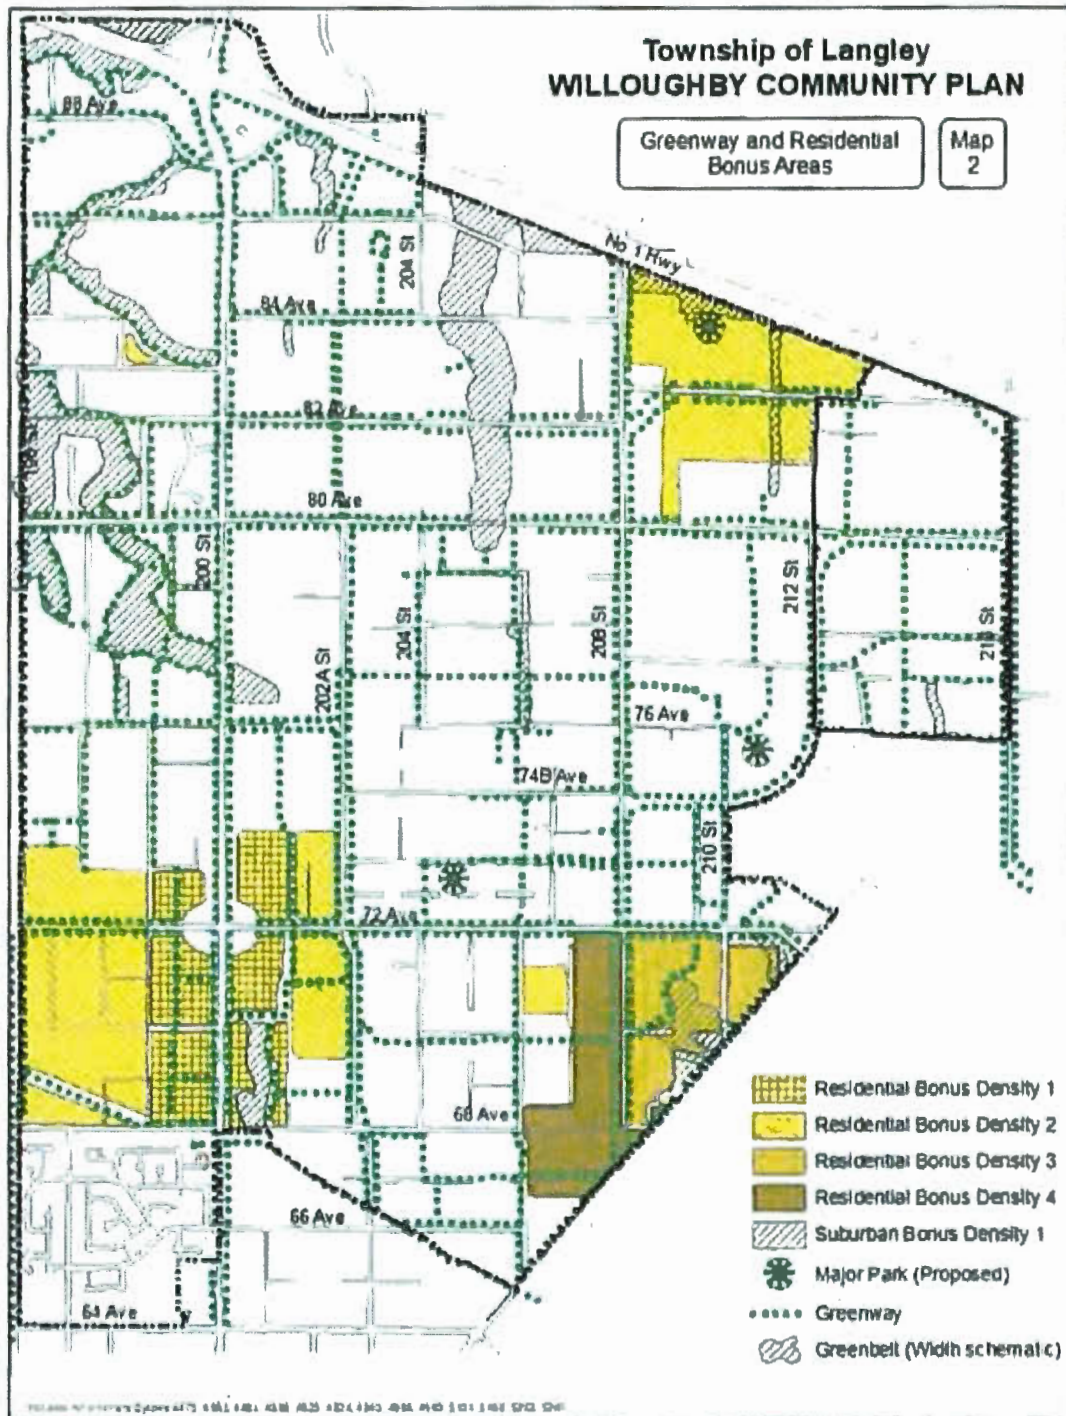 Township of Langley
WILLOUGHBY COMMUNITY PLAN
Greenway and Residential
Bonus Areas
Map
2
88 Ave
No 1 Hwy
204 St
84 Ave
82 Ave
80 Ave
200 St
212 St
204 St
208 St
202A St
76 Ave
74B Ave
210 St
72 Ave
68 Ave
66 Ave
64 Ave
Residential Bonus Density 1
Residential Bonus Density 2
Residential Bonus Density 3
Residential Bonus Density 4
Suburban Bonus Density 1
Major Park (Proposed)
Greenway
Greenbelt (Width schematic)